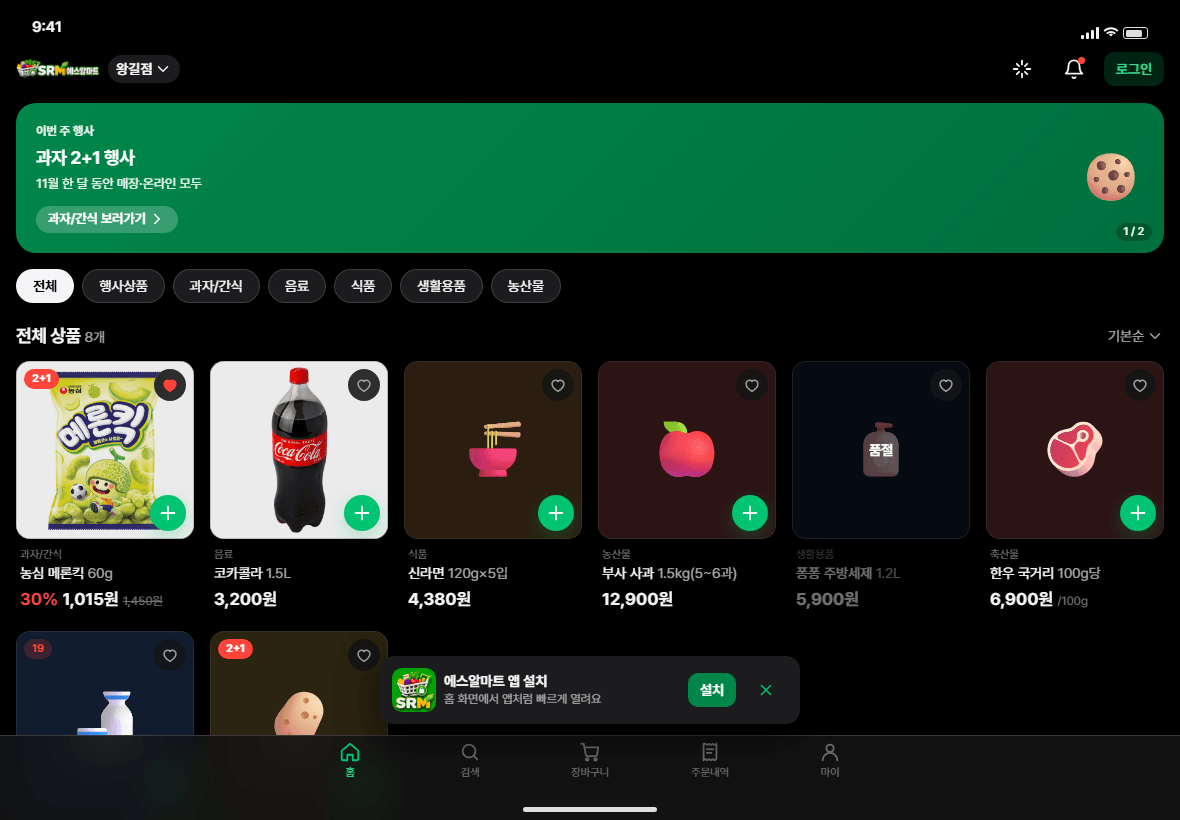 9:41
SRM 에스알마트
왕길점
로그인
이번 주 행사
과자 2+1 행사
11월 한 달 동안 매장·온라인 모두
과자/간식 보러가기
1 / 2
전체
행사상품
과자/간식
음료
식품
생활용품
농산물
전체 상품 8개
기본순
2+1
농심
메론킥
Coca-Cola
품절
과자/간식
농심 메론킥 60g
30% 1,015원 1,450원
음료
코카콜라 1.5L
3,200원
식품
신라면 120g×5입
4,380원
농산물
부사 사과 1.5kg(5~6과)
12,900원
생활용품
퐁퐁 주방세제 1.2L
5,900원
축산물
한우 국거리 100g당
6,900원 /100g
19
2+1
SRM
에스알마트 앱 설치
홈 화면에서 앱처럼 빠르게 열려요
설치
홈
검색
장바구니
주문내역
마이